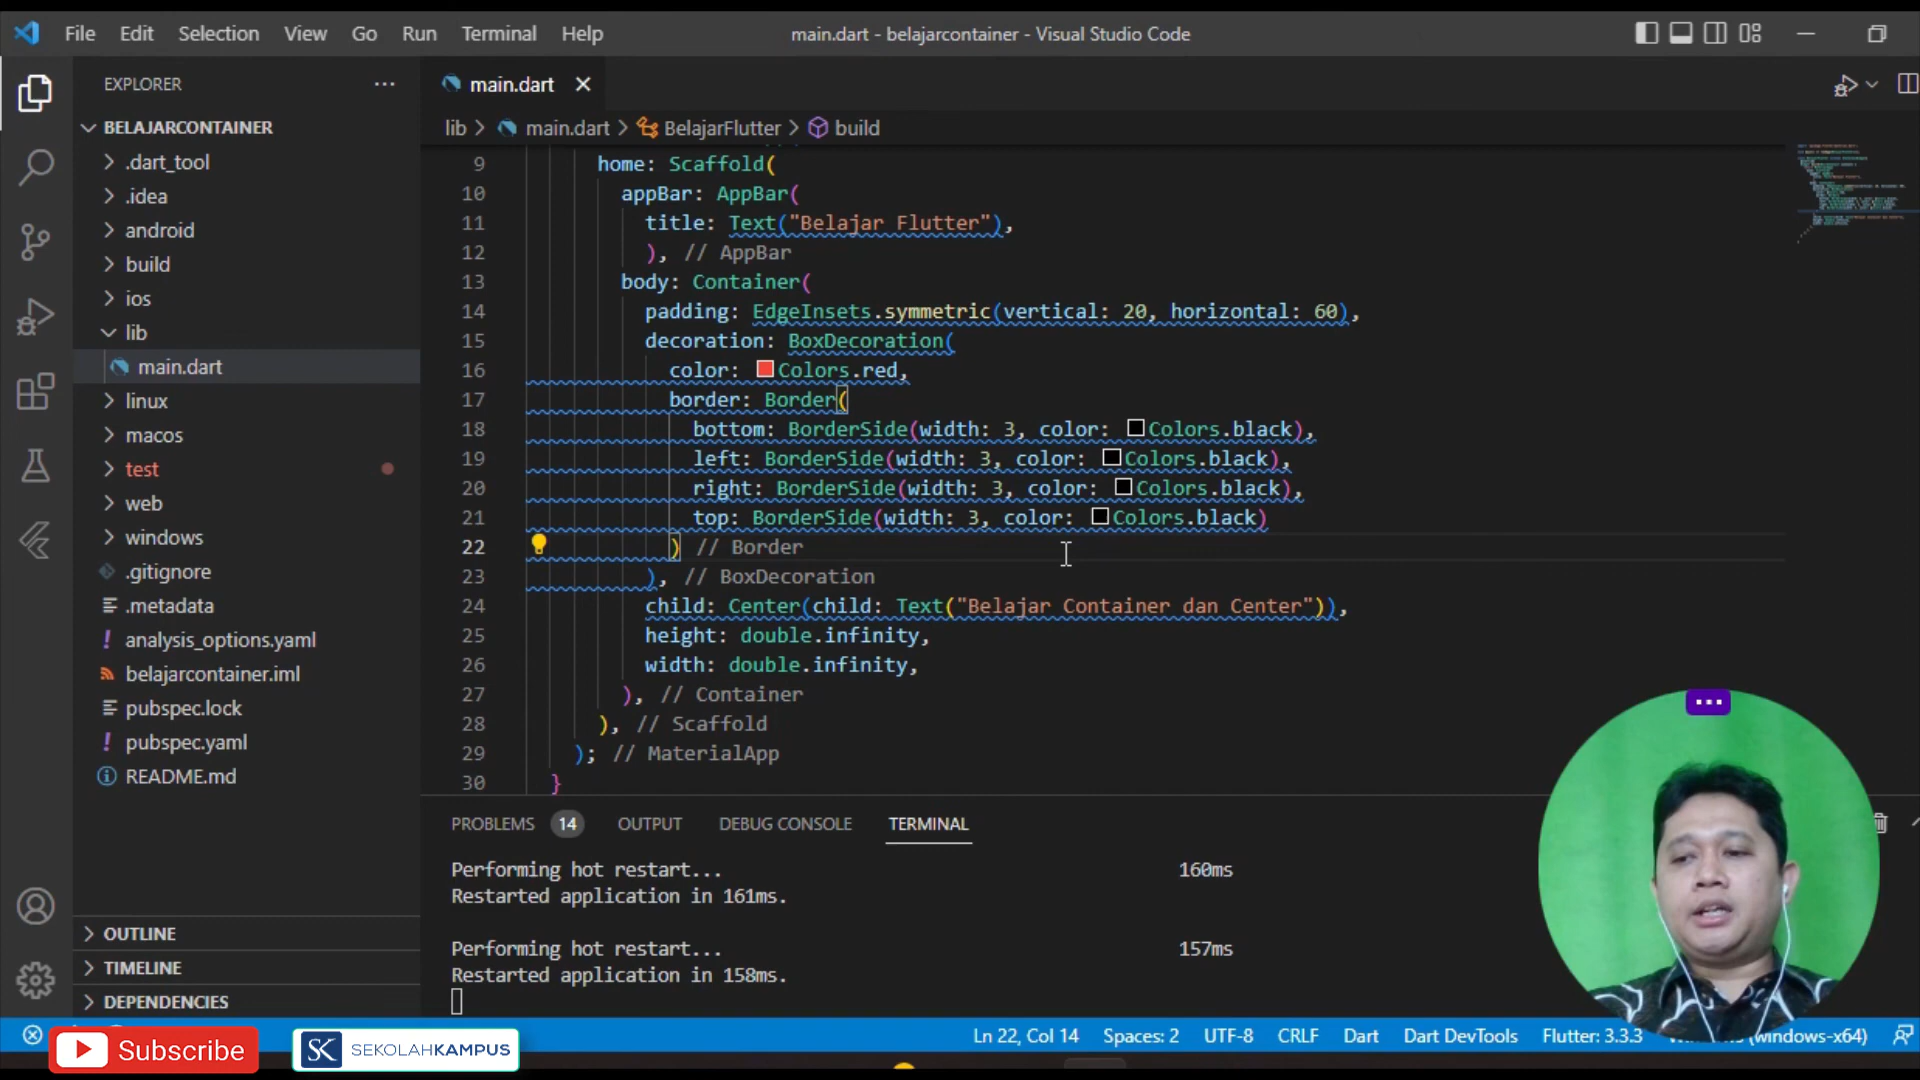 File Edit Selection View Go Run Terminal Help
main.dart - belajarcontainer - Visual Studio Code
EXPLORER
BELAJARCONTAINER
.dart_tool
.idea
android
build
ios
lib
main.dart
linux
macos
test
web
windows
.gitignore
.metadata
analysis_options.yaml
belajarcontainer.iml
pubspec.lock
pubspec.yaml
README.md
OUTLINE
TIMELINE
DEPENDENCIES
main.dart
lib > main.dart > BelajarFlutter > build
9 home: Scaffold(
10 appBar: AppBar(
11 title: Text("Belajar Flutter"),
12 ), // AppBar
13 body: Container(
14 padding: EdgeInsets.symmetric(vertical: 20, horizontal: 60),
15 decoration: BoxDecoration(
16 color: Colors.red,
17 border: Border(
18 bottom: BorderSide(width: 3, color: Colors.black),
19 left: BorderSide(width: 3, color: Colors.black),
20 right: BorderSide(width: 3, color: Colors.black),
21 top: BorderSide(width: 3, color: Colors.black)
22 ) // Border
23 ), // BoxDecoration
24 child: Center(child: Text("Belajar Container dan Center")),
25 height: double.infinity,
26 width: double.infinity,
27 ), // Container
28 ), // Scaffold
29 ); // MaterialApp
30 }
PROBLEMS 14 OUTPUT DEBUG CONSOLE TERMINAL
Performing hot restart... 160ms
Restarted application in 161ms.
Performing hot restart... 157ms
Restarted application in 158ms.
Ln 22, Col 14 Spaces: 2 UTF-8 CRLF Dart Dart DevTools Flutter: 3.3.3 (windows-x64)
Subscribe
SK SEKOLAHKAMPUS